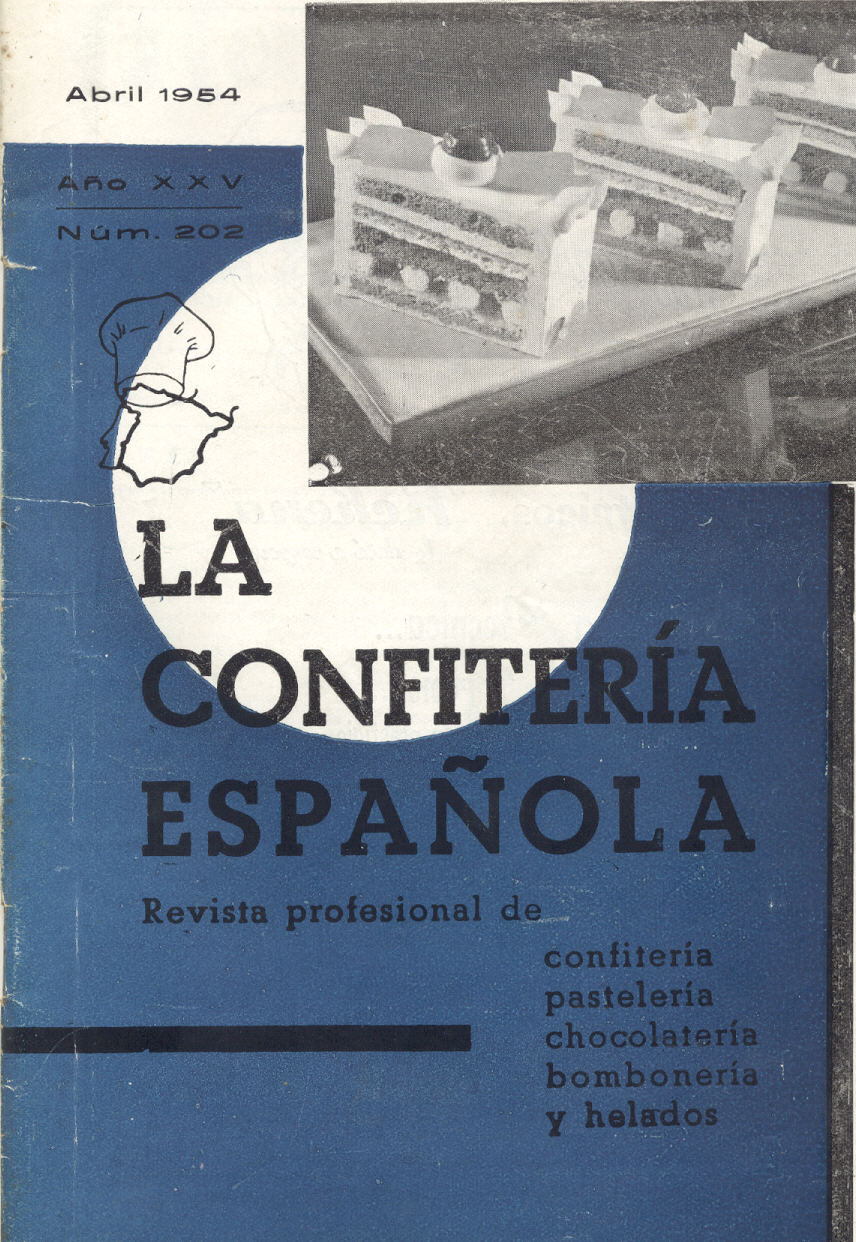 Abril 1954
Año XXV
Núm. 202
LA
CONFITERÍA
ESPAÑOLA
Revista profesional de
confitería
pastelería
chocolatería
bombonería
y helados